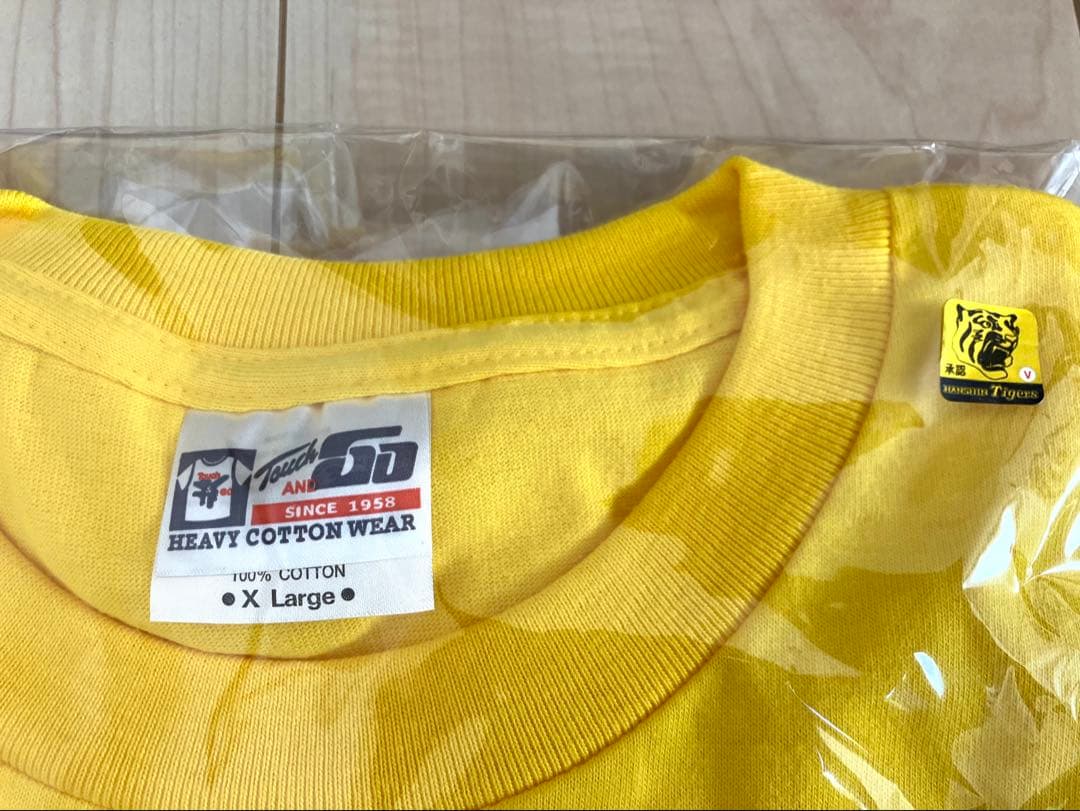 Touch
AND GO
SINCE 1958
HEAVY COTTON WEAR
100% COTTON
● X Large ●
承認
V
HANSHIN Tigers